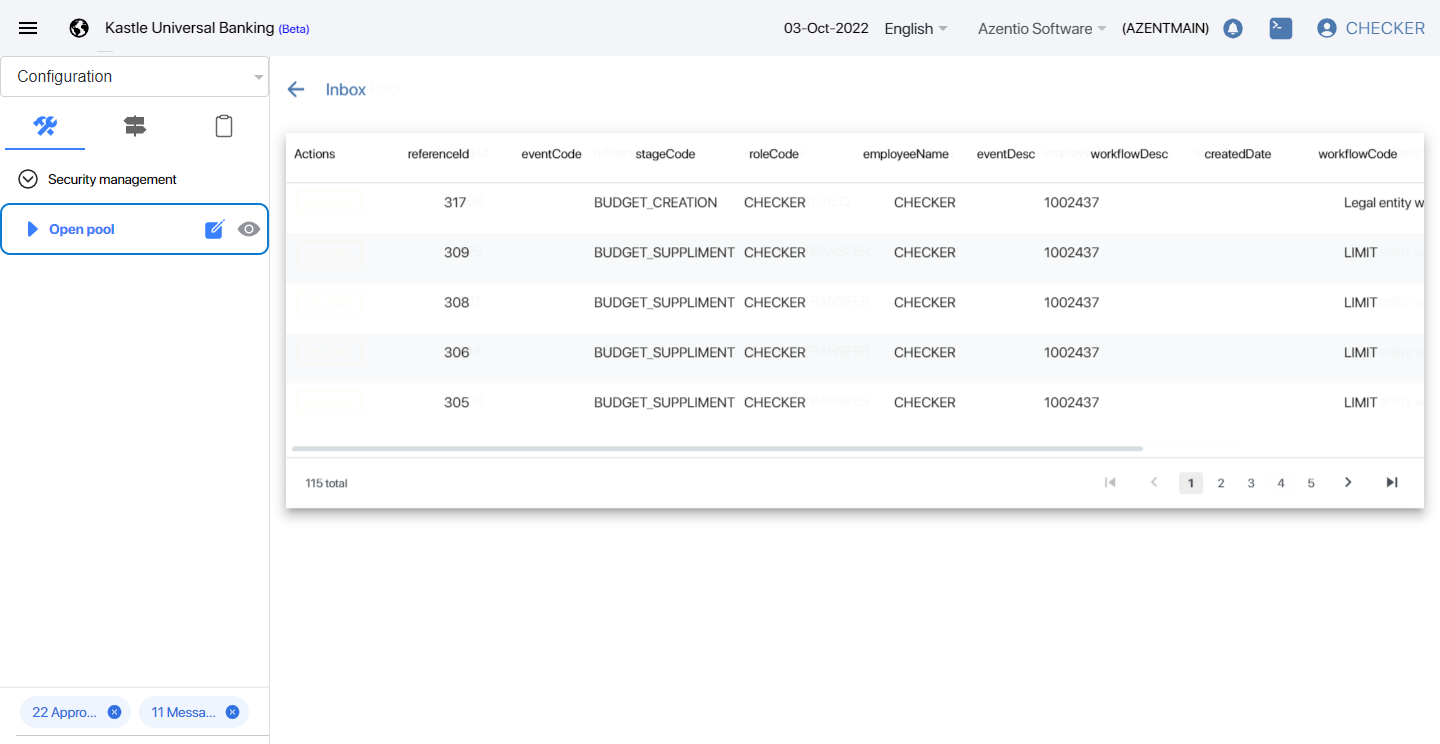 Kastle Universal Banking (Beta)
03-Oct-2022 English Azentio Software (AZENTMAIN) CHECKER
Configuration
Inbox
Security management
Open pool
Actions referenceId eventCode stageCode roleCode employeeName eventDesc workflowDesc createdDate workflowCode
317 BUDGET_CREATION CHECKER CHECKER 1002437 Legal entity w
309 BUDGET_SUPPLIMENT CHECKER CHECKER 1002437 LIMIT
308 BUDGET_SUPPLIMENT CHECKER CHECKER 1002437 LIMIT
306 BUDGET_SUPPLIMENT CHECKER CHECKER 1002437 LIMIT
305 BUDGET_SUPPLIMENT CHECKER CHECKER 1002437 LIMIT
115 total 1 2 3 4 5
22 Appro... 11 Messa...